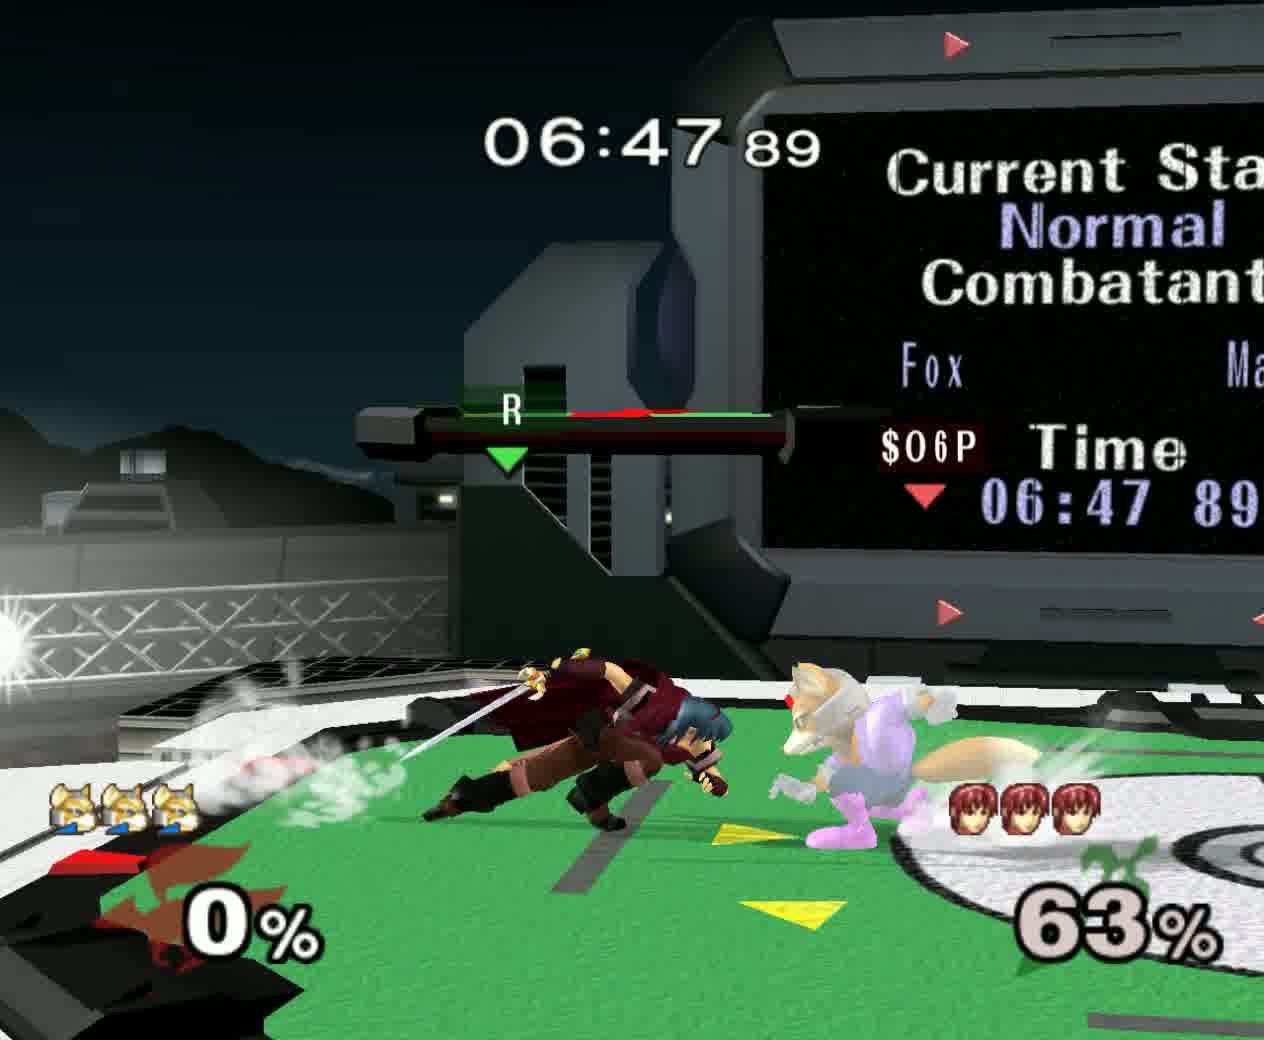 06:47 89
Current Sta
Normal
Combatant
Fox Ma
R
$06P Time
06:47 89
0% 63%